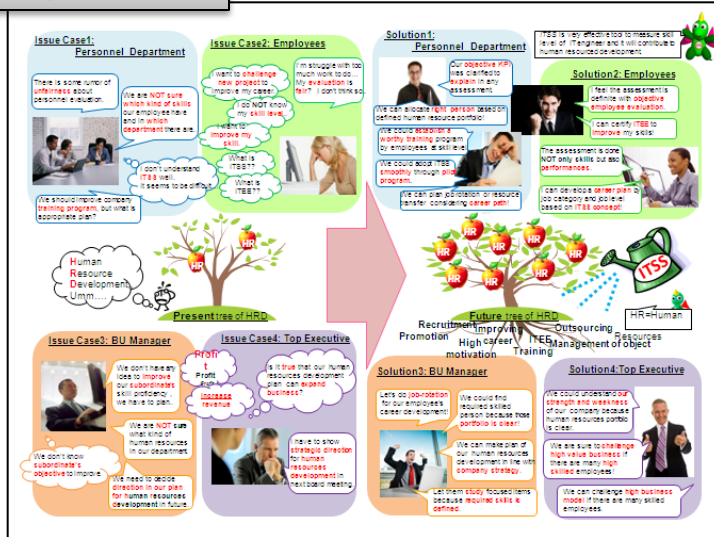 Issue Case1:
Personnel Department
There is some rumor of
unfairness about
personnel evaluation.
We are NOT sure
which kind of skills
our employee have
and in which
department there are.
I don't understand
ITSS well.
It seems to be difficult.
We should improve company
training program, but what is
appropriate plan?
Issue Case2: Employees
I want to challenge
new project to
improve my career.
I do NOT know
my skill level.
I want to
improve my
skill.
What is
ITSS??
What is
ITEE??
I'm struggle with too
much work to do...
My evaluation is
fair? I don't think so.
Solution1:
Personnel Department
Our objective KPI
was clarified to
explain in any
assessment.
We can allocate right person based on
defined human resource portfolio!
We could establish a
worthy training program
by employees at skill level
We could adopt ITSS
smoothly through pilot
program.
We can plan job rotation or resource
transfer considering career path!
ITSS is very effective too to measure skill
level of IT engineer and it will contribute to
human resource development
Solution2: Employees
I feel the assessment is
definite with objective
employee evaluation.
I can certify ITEE to
improve my skills!
The assessment is done
NOT only skills but also
performances.
I can develop a career plan by
job category and job level
based on ITSS concept!
Human
Resource
Development,
Umm....
HR
HR
Present tree of HRD
HR
HR
HR
HR
HR
HR
HR
ITSS
HR=Human
Resources
Future tree of HRD
Recruitment
Promotion
Improving
career
High
motivation
ITEE
Training
Outsourcing
Management of object
Issue Case3: BU Manager
We don't have any
idea to improve our
subordinate's skill
proficiency,
we have to plan.
We are NOT sure
what kind of
human resources
in our department.
We don't know
subordinate's
objective to improve.
We need to decide
direction in our plan
for human resources
development in future.
Issue Case4: Top Executive
Profi
t
Profit
Profit
Increase
revenue
Is it true that our human
resources development
plan can expand
business?
I have to show
strategic direction
for human
resources
development in
next board meeting.
Solution3: BU Manager
Let's do job-rotation
for our employee's
career development!
We could find
required skilled
person because those
portfolio is clear!
We can make plan of
our human resources
development in line with
company strategy.
Let them study focused items
because required skills is
defined.
Solution4:Top Executive
We could understand our
strength and weakness
of our company because
human resources portfolio
is clear.
We are sure to challenge
high value business if
there are many high
skilled employees!
We can challenge high business
model if there are many skilled
employees.